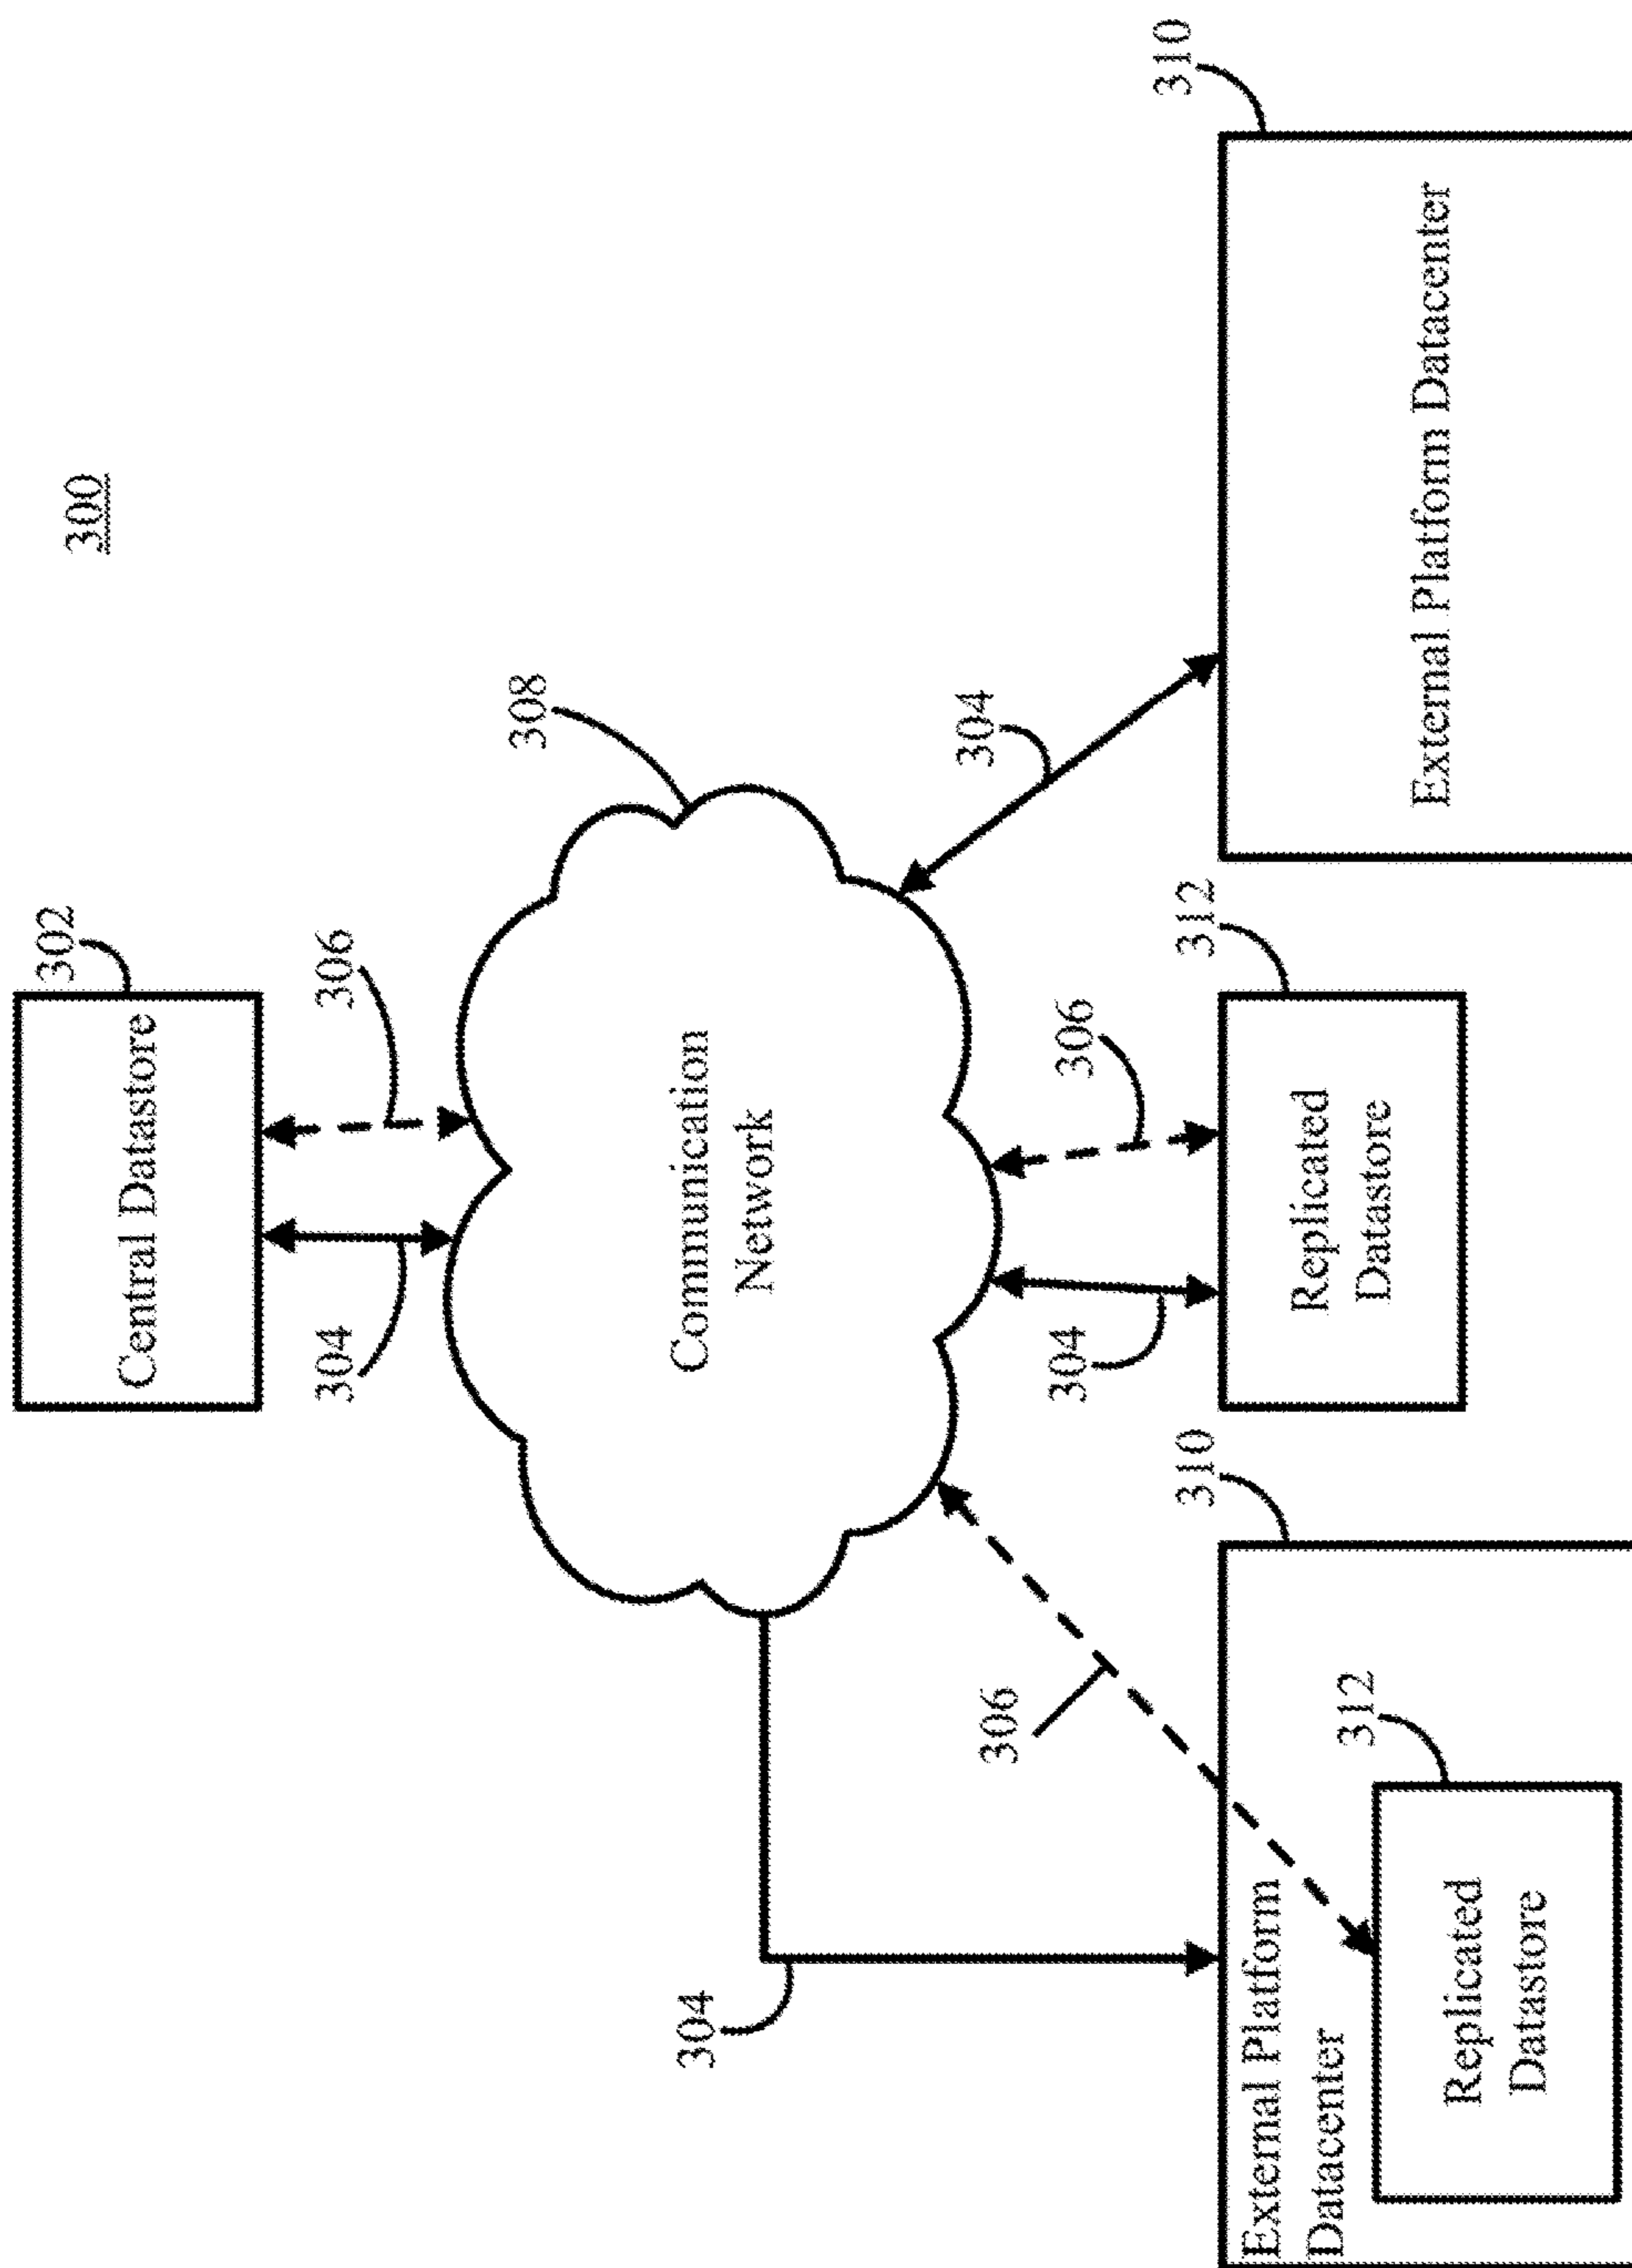 300
302
Central Datastore
304
306
308
Communication
Network
304
306
304
306
304
310
External Platform
Datacenter
312
Replicated
Datastore
312
Replicated
Datastore
310
External Platform Datacenter